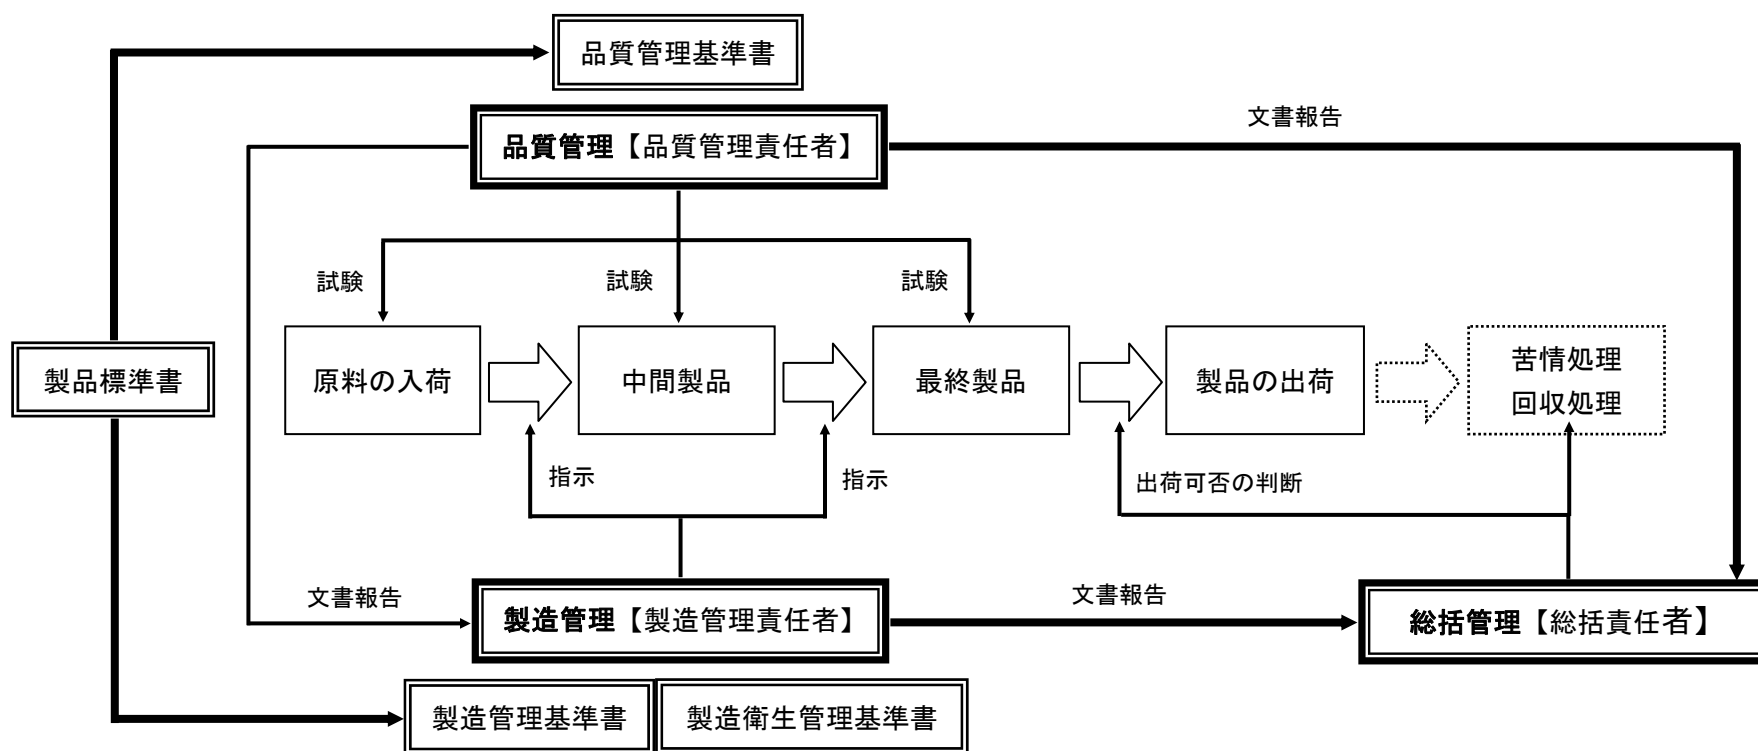 品質管理基準書
文書報告
品質管理【品質管理責任者】
試験
試験
試験
製品標準書
原料の入荷
中間製品
最終製品
製品の出荷
苦情処理
回収処理
指示
指示
出荷可否の判断
文書報告
製造管理【製造管理責任者】
文書報告
総括管理【総括責任者】
製造管理基準書
製造衛生管理基準書